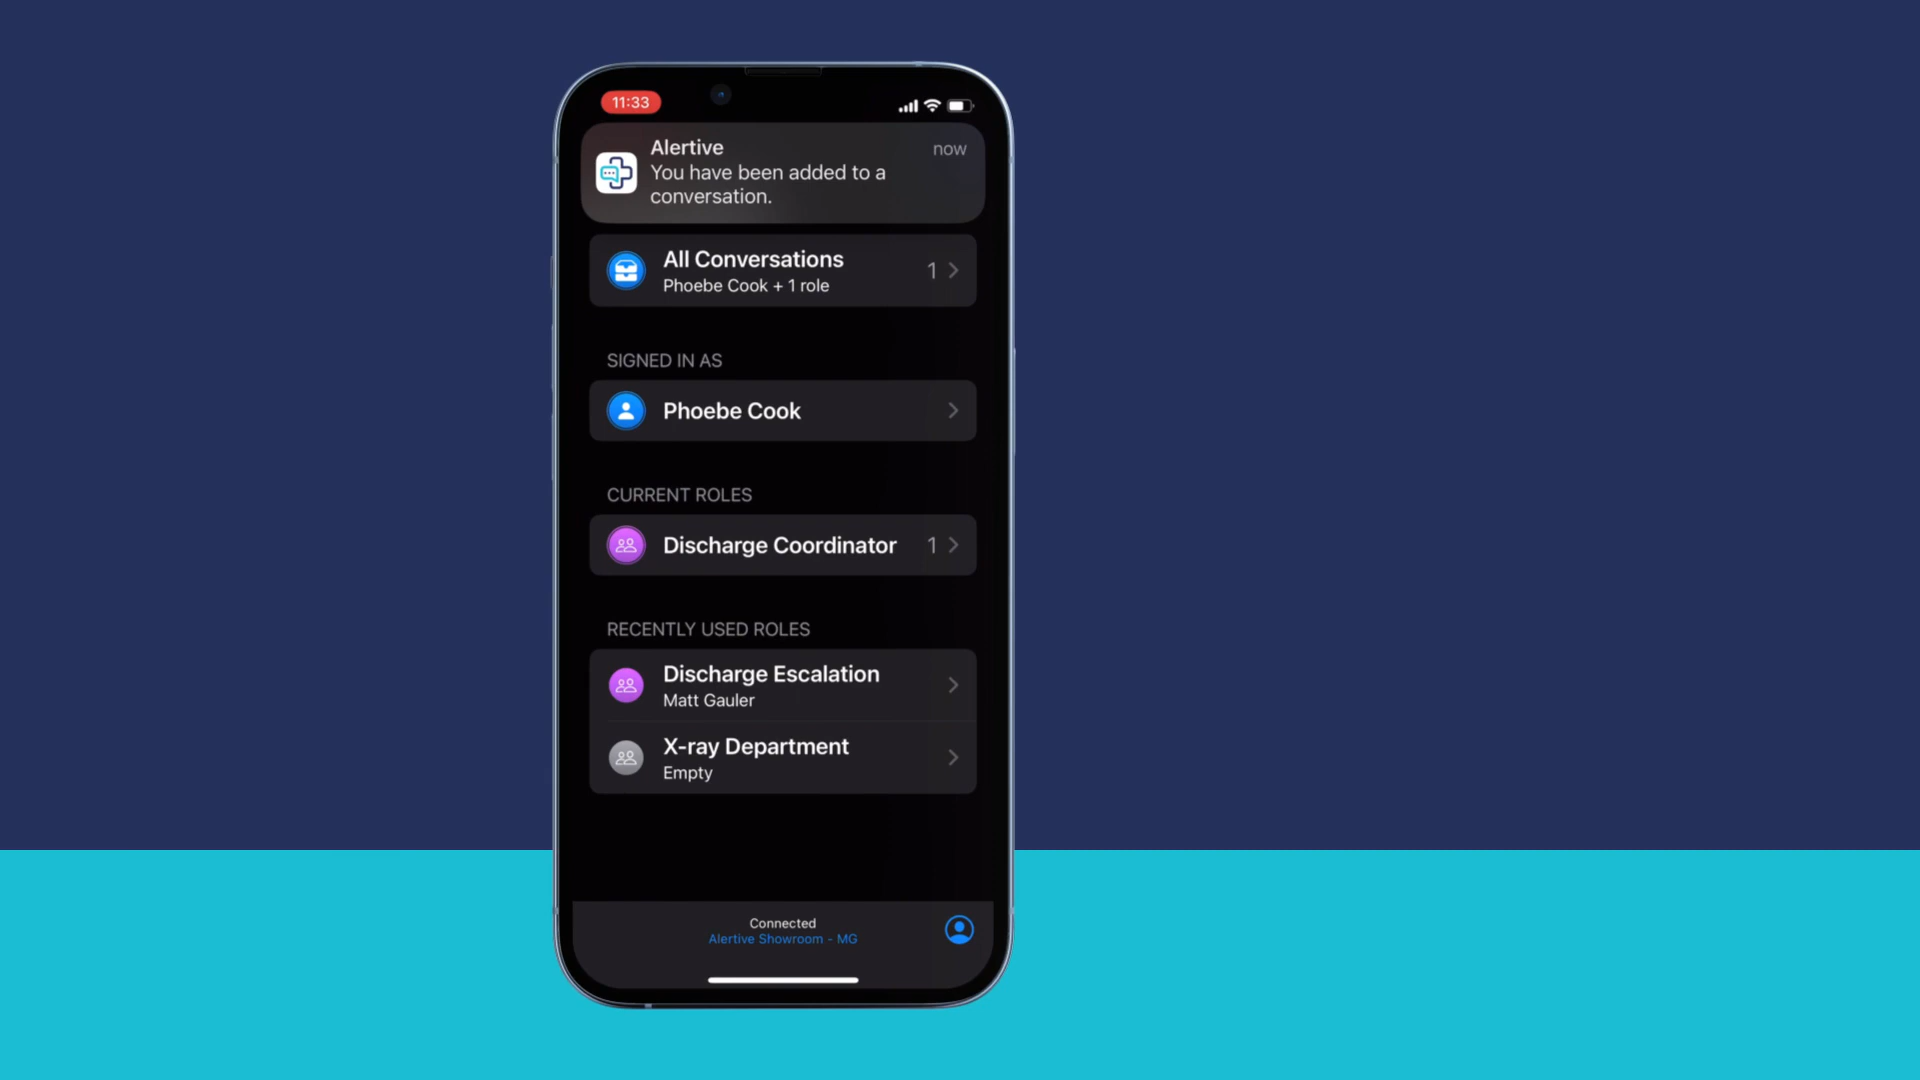 11:33
Alertive
now
You have been added to a
conversation.
All Conversations
1
Phoebe Cook + 1 role
SIGNED IN AS
Phoebe Cook
CURRENT ROLES
Discharge Coordinator
1
RECENTLY USED ROLES
Discharge Escalation
Matt Gauler
X-ray Department
Empty
Connected
Alertive Showroom - MG